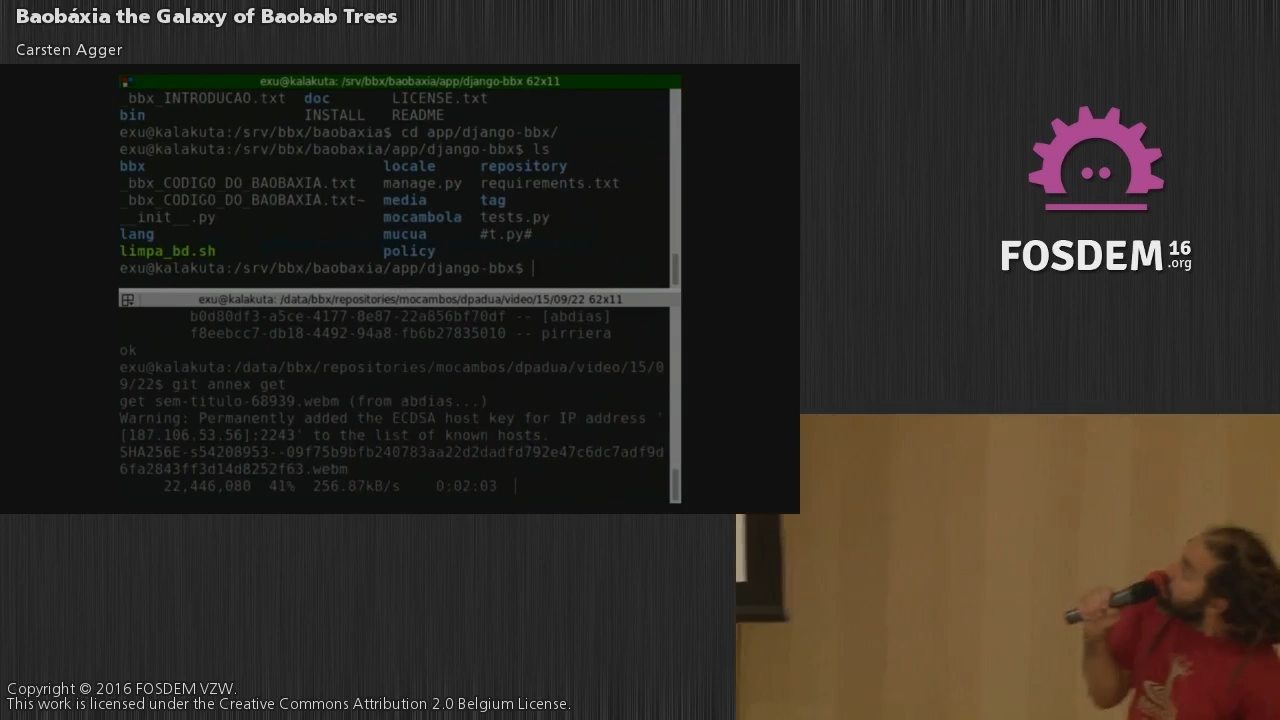 Baobáxia the Galaxy of Baobab Trees
Carsten Agger
exu@kalakuta: /srv/bbx/baobaxia/app/django-bbx 62x11
_bbx_INTRODUCAO.txt doc LICENSE.txt
bin INSTALL README
exu@kalakuta:/srv/bbx/baobaxia$ cd app/django-bbx/
exu@kalakuta:/srv/bbx/baobaxia/app/django-bbx$ ls
bbx locale repository
_bbx_CODIGO_DO_BAOBAXIA.txt manage.py requirements.txt
_bbx_CODIGO_DO_BAOBAXIA.txt~ media tag
__init__.py mocambola tests.py
lang mucua #t.py#
limpa_bd.sh policy
exu@kalakuta:/srv/bbx/baobaxia/app/django-bbx$
exu@kalakuta: /data/bbx/repositories/mocambos/dpadua/video/15/09/22 62x11
b0d80df3-a5ce-4177-8e87-22a856bf70df -- [abdias]
f8eebcc7-db18-4492-94a8-fb6b27835010 -- pirriera
ok
exu@kalakuta:/data/bbx/repositories/mocambos/dpadua/video/15/0
9/22$ git annex get
get sem-titulo-68939.webm (from abdias...)
Warning: Permanently added the ECDSA host key for IP address '
[187.106.53.56]:2243' to the list of known hosts.
SHA256E-s54208953--09f75b9bfb240783aa22d2dadfd792e47c6dc7adf9d
6fa2843ff3d14d8252f63.webm
22,446,080 41% 256.87kB/s 0:02:03
FOSDEM 16
.org
Copyright © 2016 FOSDEM VZW.
This work is licensed under the Creative Commons Attribution 2.0 Belgium License.